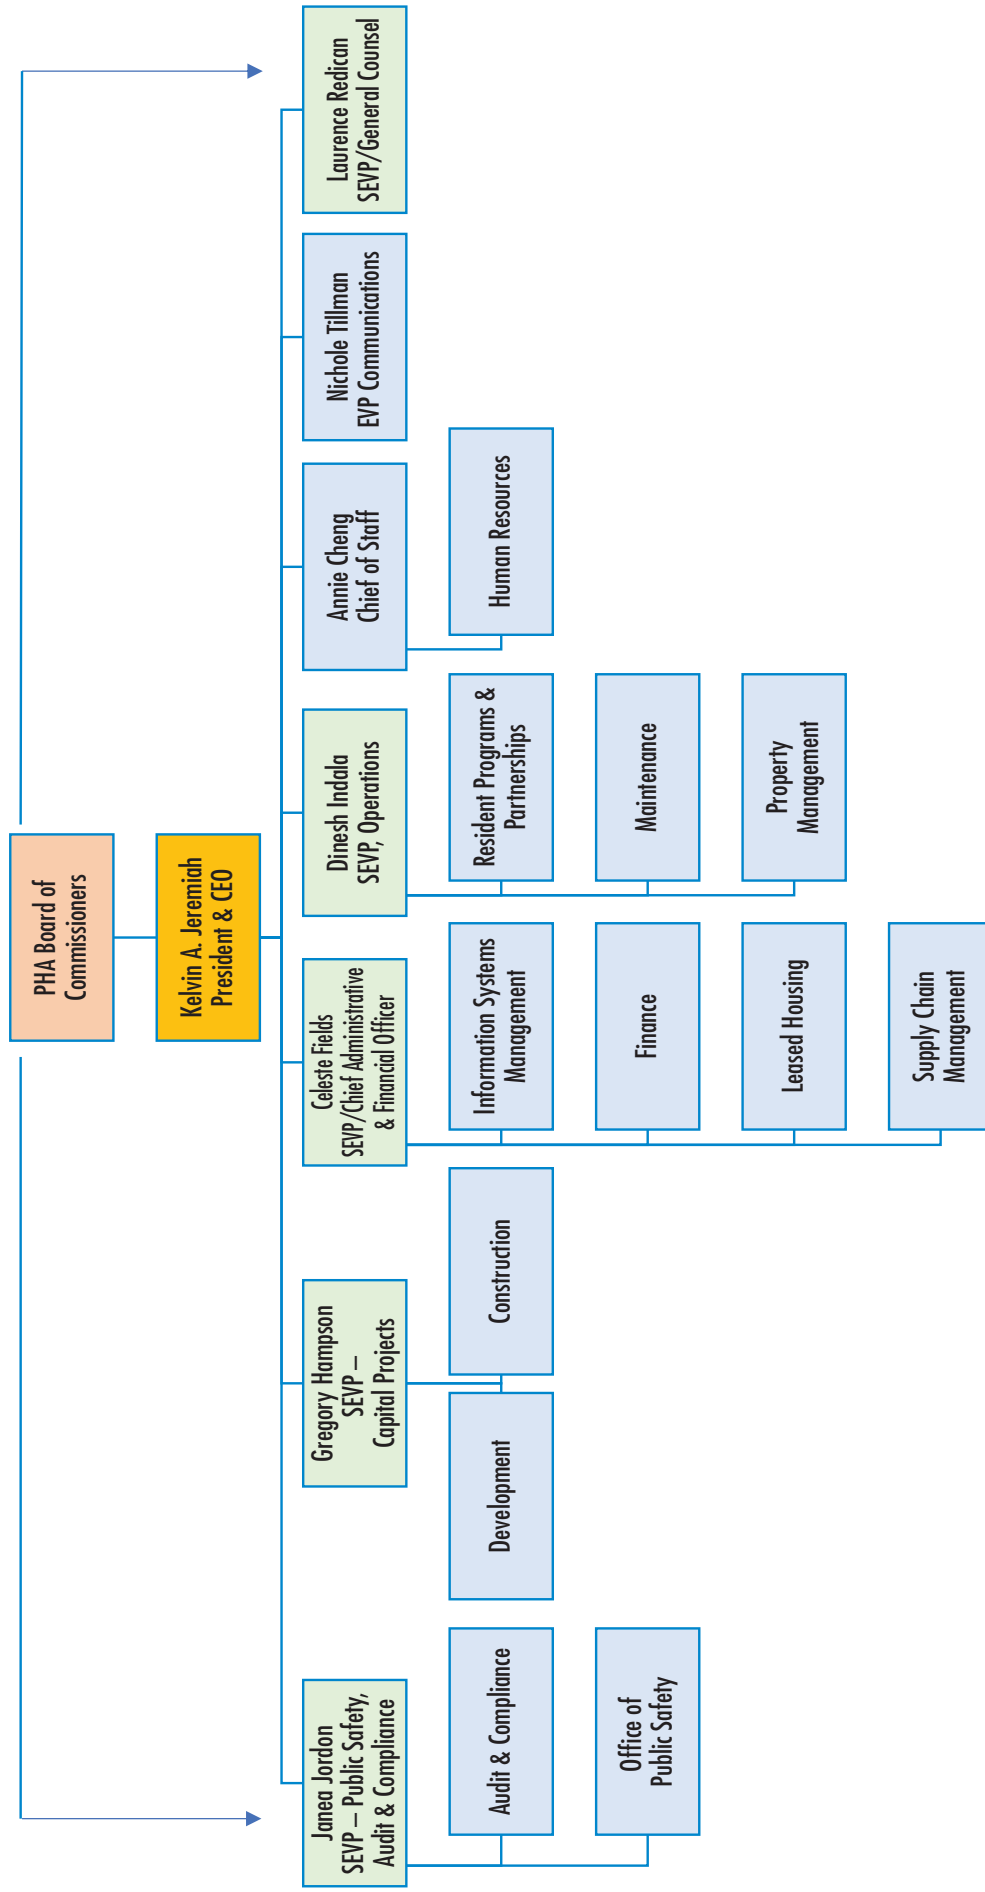 PHA Board of
Commissioners
Kelvin A. Jeremiah
President & CEO
Janea Jordon
SEVP – Public Safety,
Audit & Compliance
Gregory Hampson
SEVP –
Capital Projects
Celeste Fields
SEVP/Chief Administrative
& Financial Officer
Dinesh Indala
SEVP, Operations
Annie Cheng
Chief of Staff
Nichole Tillman
EVP Communications
Laurence Redican
SEVP/General Counsel
Audit & Compliance
Office of
Public Safety
Development
Construction
Information Systems
Management
Finance
Leased Housing
Supply Chain
Management
Resident Programs &
Partnerships
Maintenance
Property
Management
Human Resources